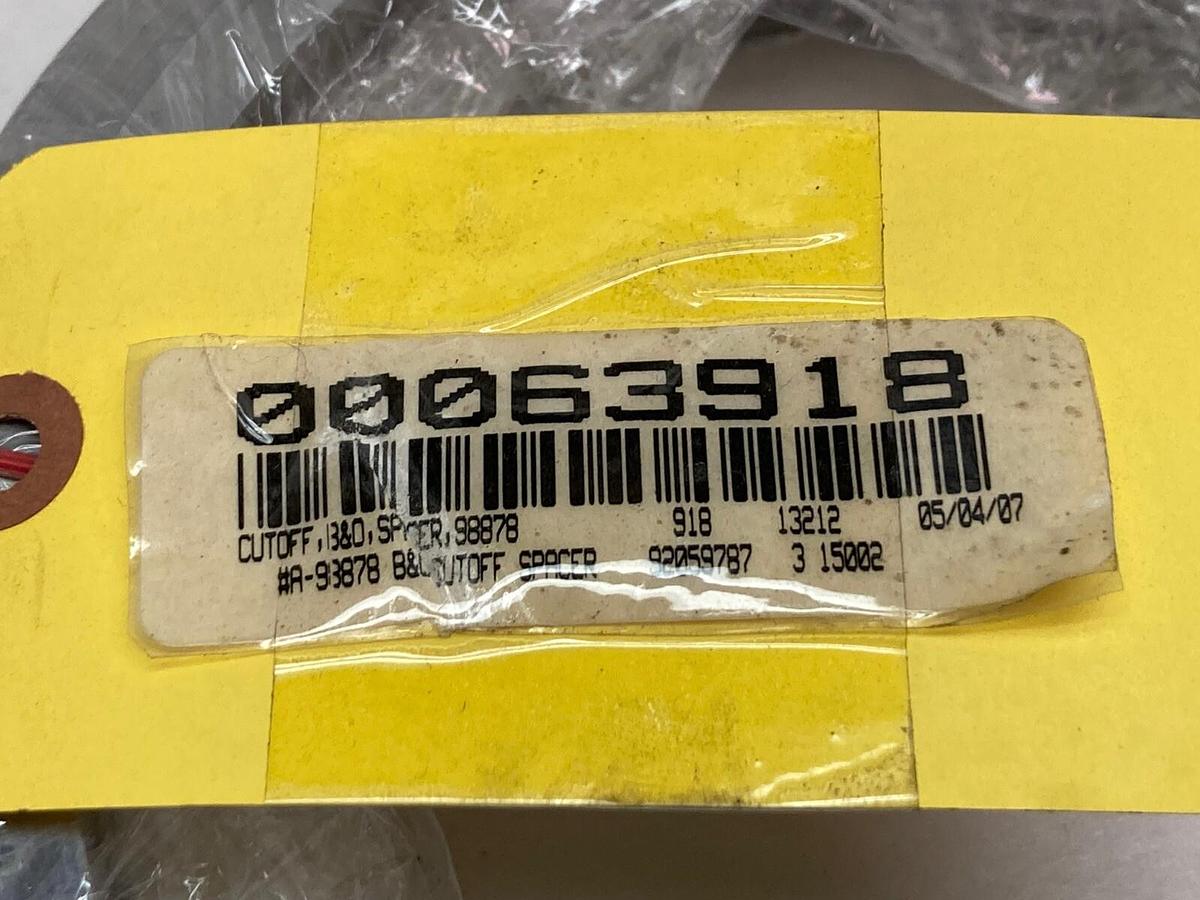 00063918
CUTOFF,B&O,SPACER,98878 918 13212 05/04/07
#A-98878 CUTOFF SPACER 92059787 3 15002